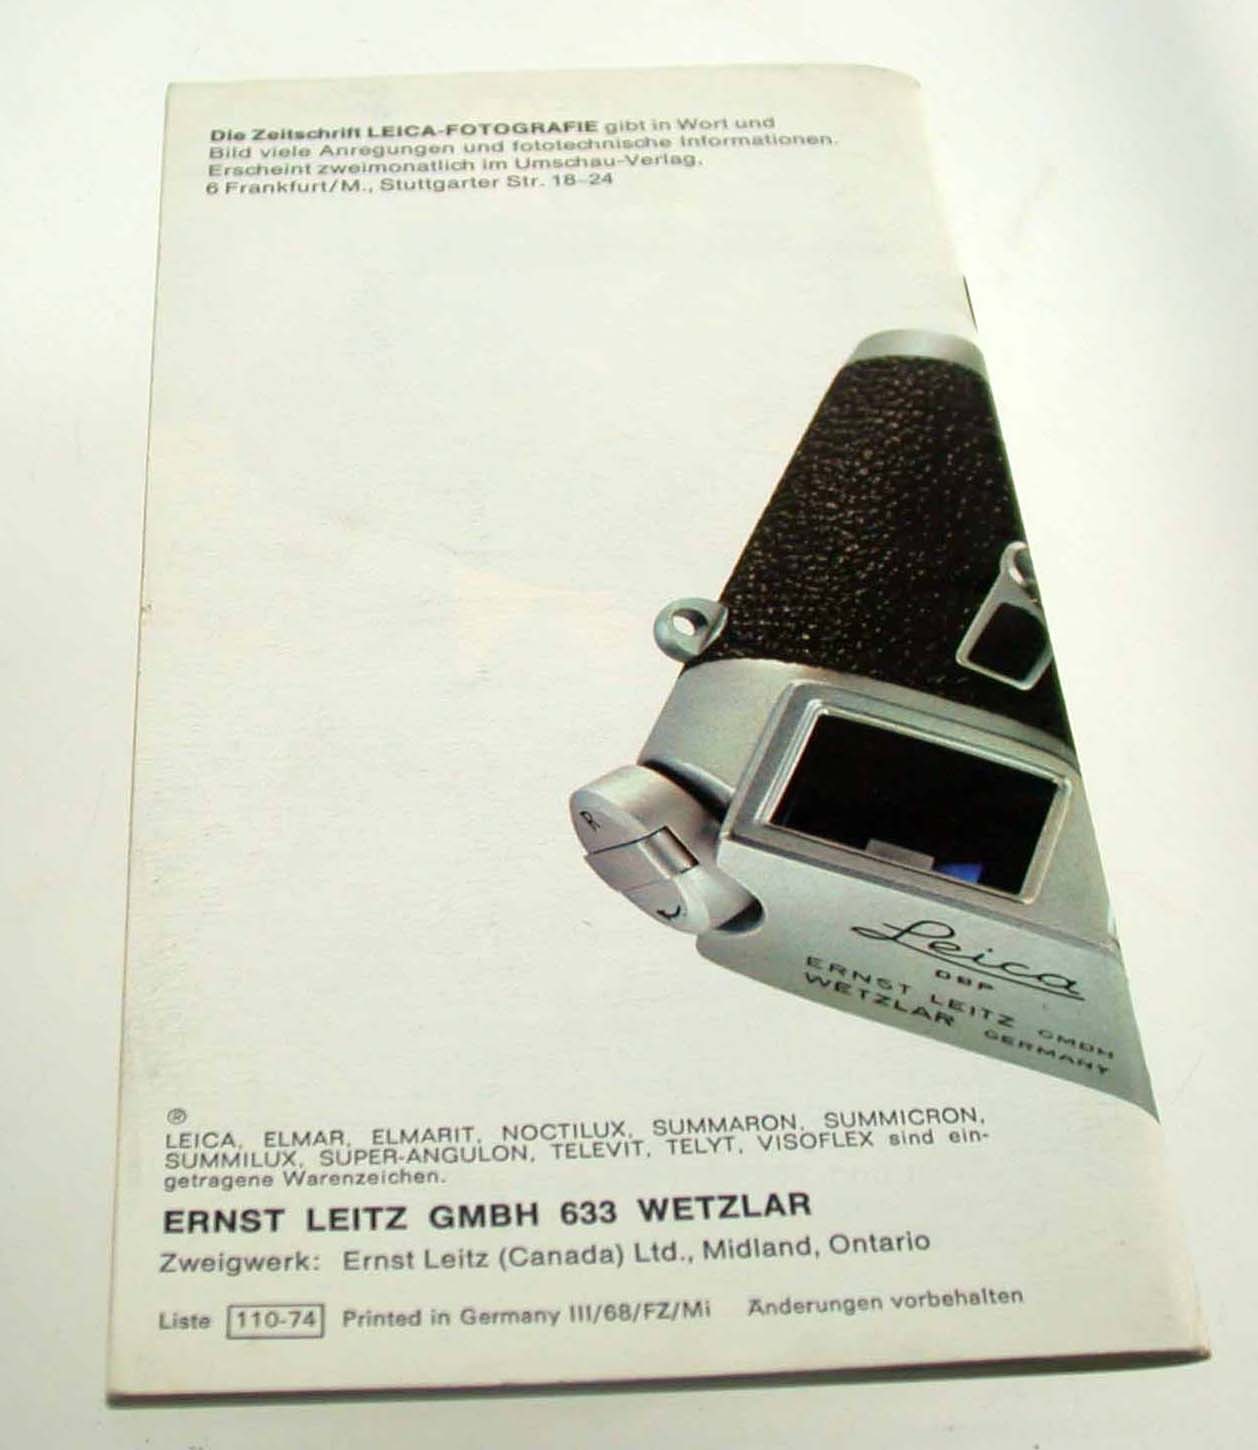 Die Zeitschrift LEICA-FOTOGRAFIE gibt in Wort und
Bild viele Anregungen und fototechnische Informationen.
Erscheint zweimonatlich im Umschau-Verlag,
6 Frankfurt/M., Stuttgarter Str. 18-24
R
Leica
DBP
ERNST LEITZ GMBH
WETZLAR GERMANY
®
LEICA, ELMAR, ELMARIT, NOCTILUX, SUMMARON, SUMMICRON,
SUMMILUX, SUPER-ANGULON, TELEVIT, TELYT, VISOFLEX sind ein-
getragene Warenzeichen.
ERNST LEITZ GMBH 633 WETZLAR
Zweigwerk: Ernst Leitz (Canada) Ltd., Midland, Ontario
Liste 110-74 Printed in Germany III/68/FZ/Mi Änderungen vorbehalten